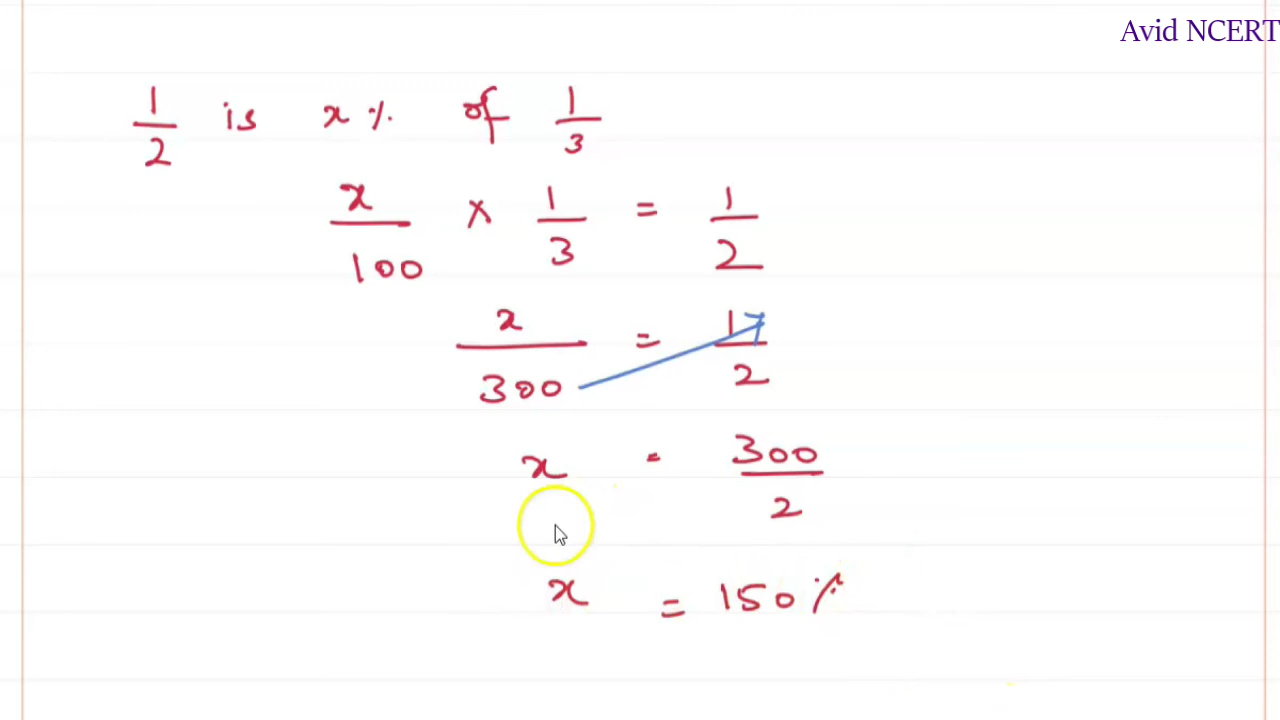 Avid NCERT
1/2 is x% of 1/3
x/100 × 1/3 = 1/2
x/300 = 1/2
x = 300/2
x = 150%